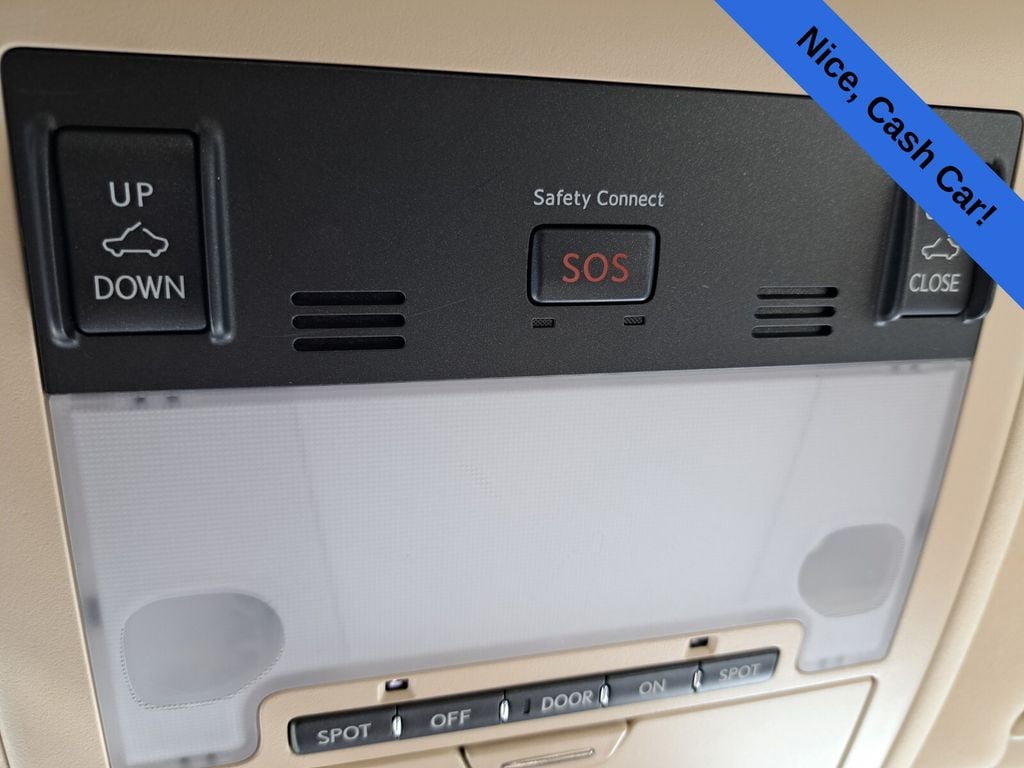 Nice, Cash Car!
UP
DOWN
Safety Connect
SOS
CLOSE
SPOT
OFF
DOOR
ON
SPOT